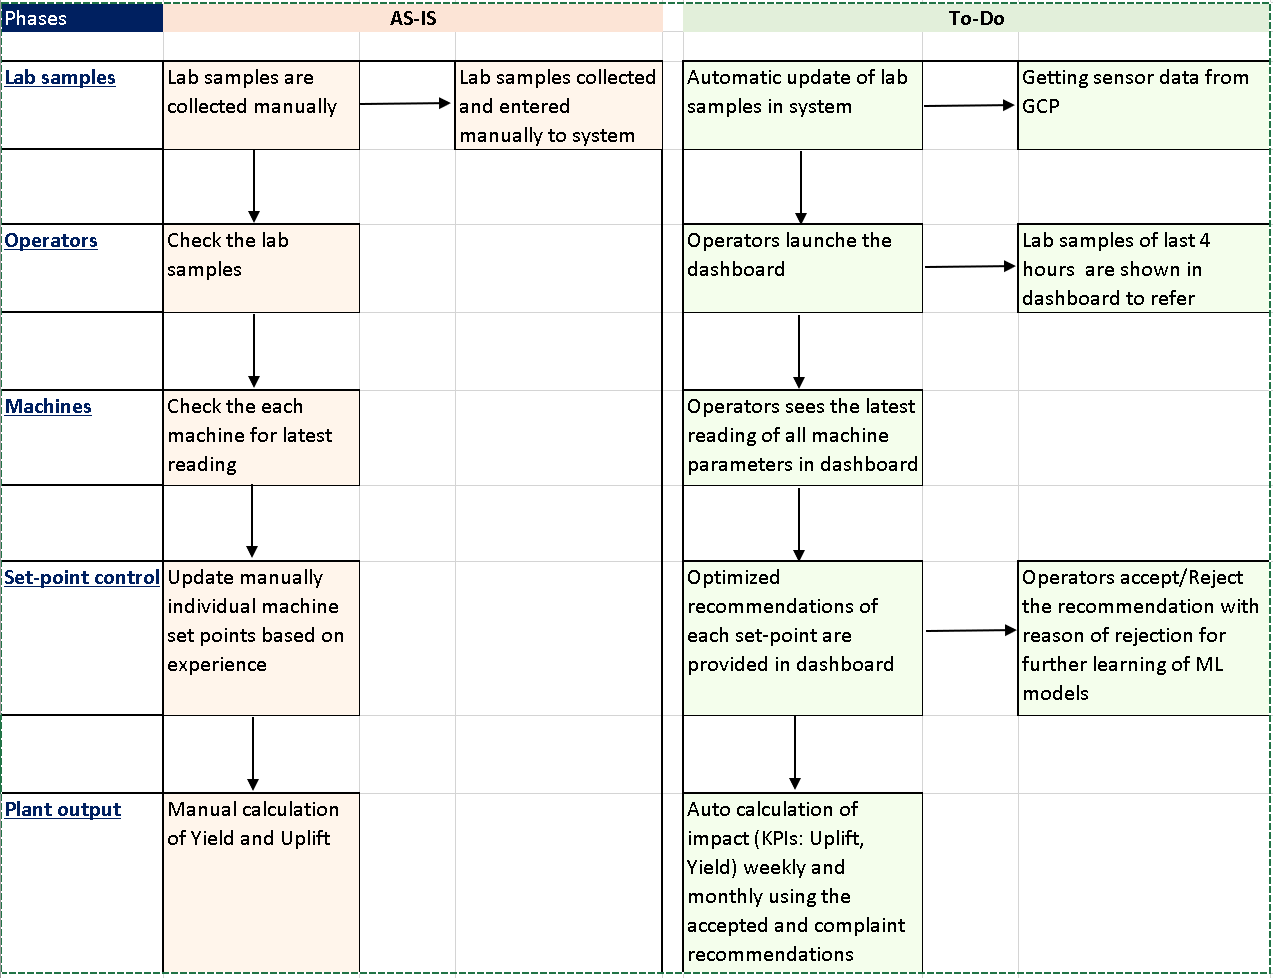 Phases
AS-IS
To-Do
Lab samples
Lab samples are
collected manually
Lab samples collected
and entered
manually to system
Automatic update of lab
samples in system
Getting sensor data from
GCP
Operators
Check the lab
samples
Operators launche the
dashboard
Lab samples of last 4
hours  are shown in
dashboard to refer
Machines
Check the each
machine for latest
reading
Operators sees the latest
reading of all machine
parameters in dashboard
Set-point control
Update manually
individual machine
set points based on
experience
Optimized
recommendations of
each set-point are
provided in dashboard
Operators accept/Reject
the recommendation with
reason of rejection for
further learning of ML
models
Plant output
Manual calculation
of Yield and Uplift
Auto calculation of
impact (KPIs: Uplift,
Yield) weekly and
monthly using the
accepted and complaint
recommendations